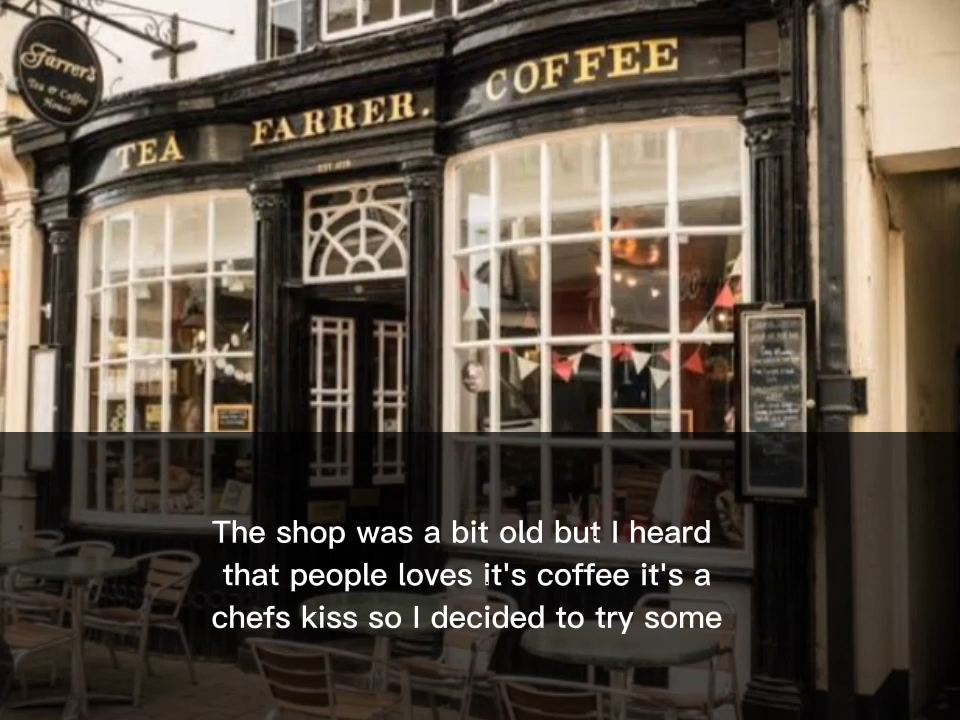 Farrer's
Tea & Coffee
House
TEA
FARRER.
COFFEE
The shop was a bit old but I heard
that people loves it's coffee it's a
chefs kiss so I decided to try some